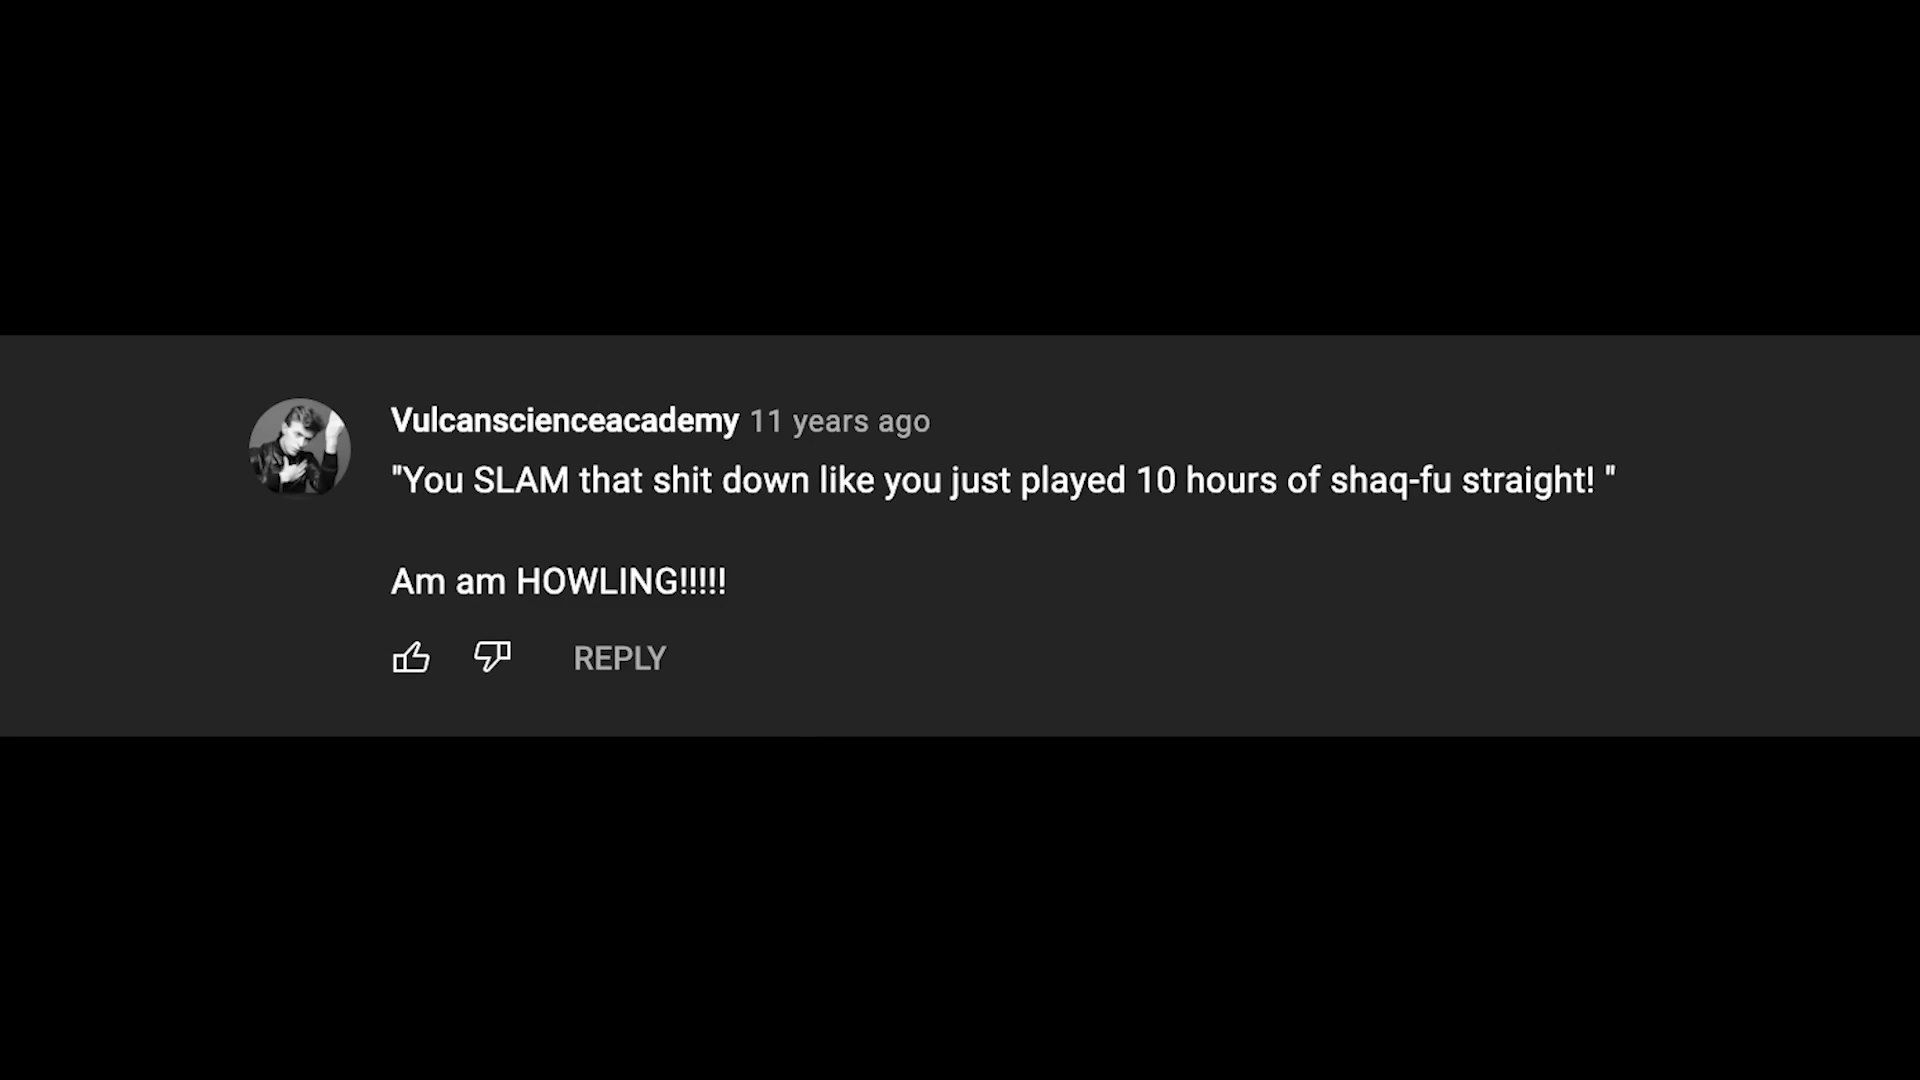 Vulcanscienceacademy 11 years ago
"You SLAM that shit down like you just played 10 hours of shaq-fu straight! "
Am am HOWLING!!!!!
REPLY